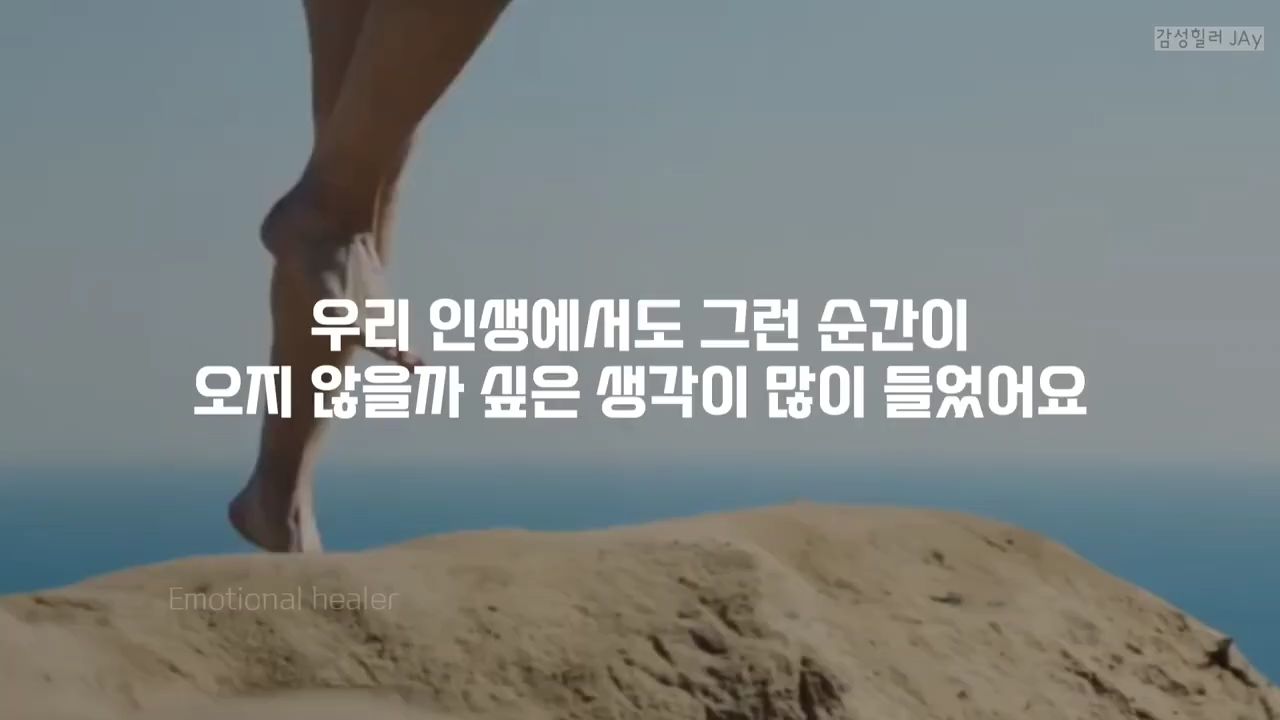 감성힐러 JAy
우리 인생에서도 그런 순간이
오지 않을까 싶은 생각이 많이 들었어요
Emotional healer